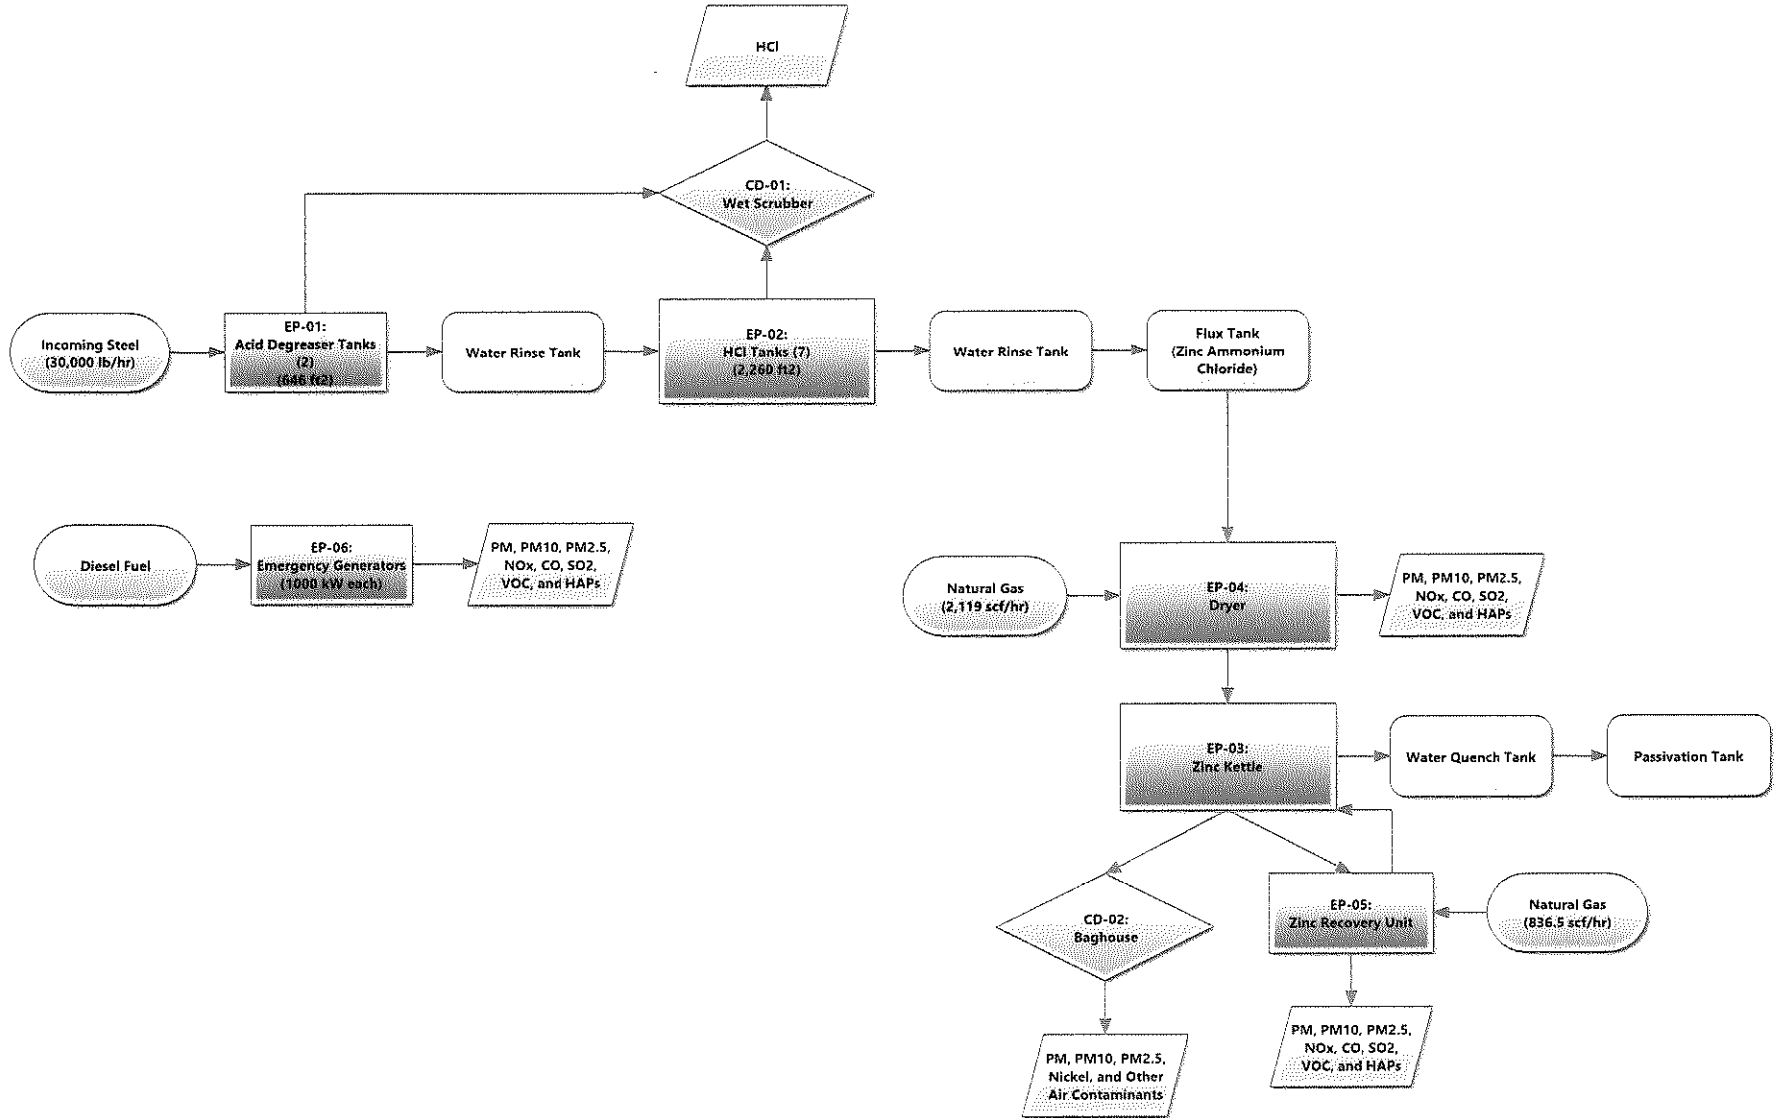 HCl
CD-01:
Wet Scrubber
Incoming Steel
(30,000 lb/hr)
EP-01:
Acid Degreaser Tanks
(2)
(646 ft2)
Water Rinse Tank
EP-02:
HCl Tanks (7)
(2,260 ft2)
Water Rinse Tank
Flux Tank
(Zinc Ammonium
Chloride)
Diesel Fuel
EP-06:
Emergency Generators
(1000 kW each)
PM, PM10, PM2.5,
NOx, CO, SO2,
VOC, and HAPs
Natural Gas
(2,119 scf/hr)
EP-04:
Dryer
PM, PM10, PM2.5,
NOx, CO, SO2,
VOC, and HAPs
EP-03:
Zinc Kettle
Water Quench Tank
Passivation Tank
CD-02:
Baghouse
EP-05:
Zinc Recovery Unit
Natural Gas
(836.5 scf/hr)
PM, PM10, PM2.5,
Nickel, and Other
Air Contaminants
PM, PM10, PM2.5,
NOx, CO, SO2,
VOC, and HAPs